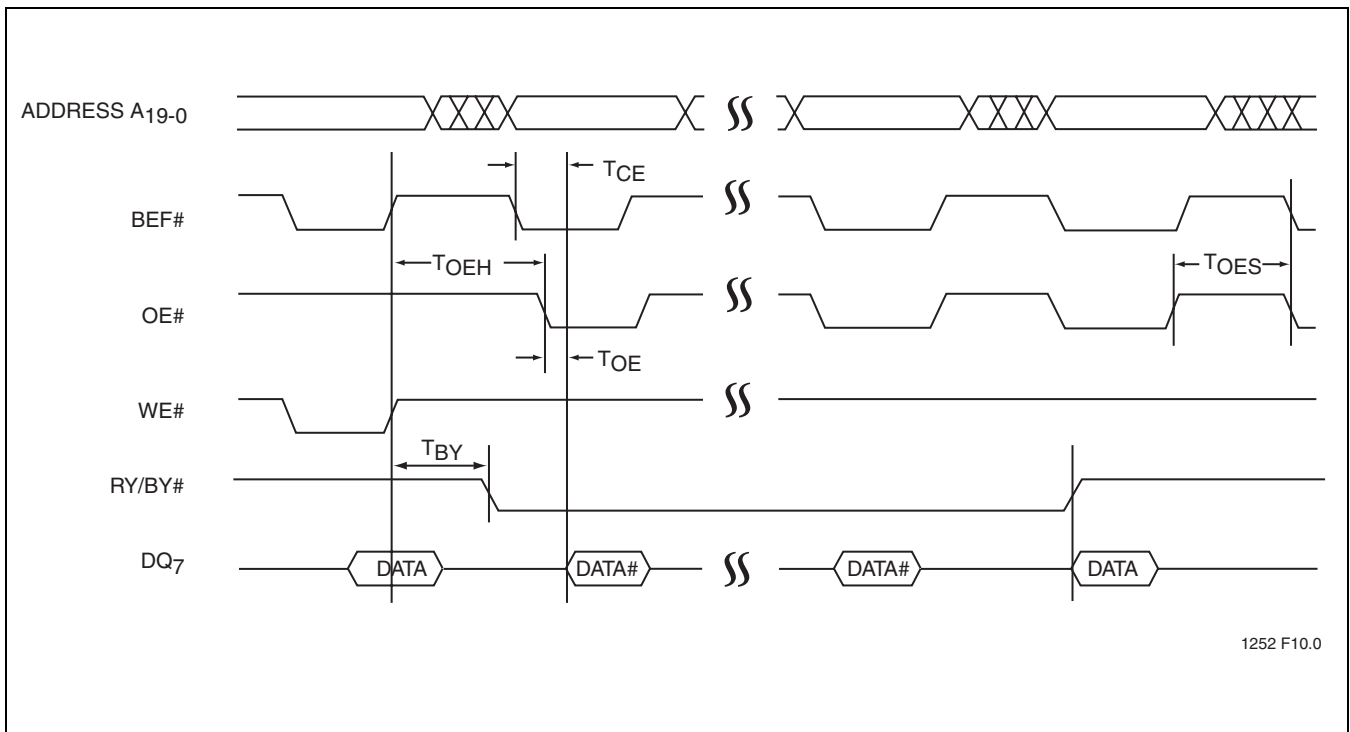 ADDRESS A19-0
TCE
BEF#
TOEH
TOES
OE#
TOE
WE#
TBY
RY/BY#
DQ7
DATA
DATA#
DATA#
DATA
1252 F10.0